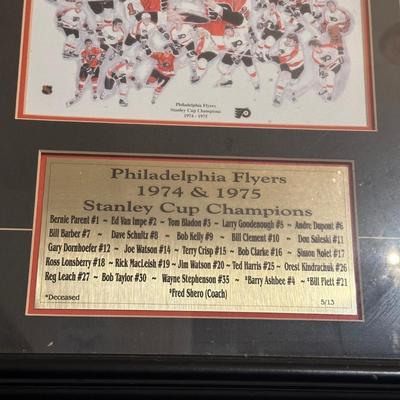 Philadelphia Flyers
Stanley Cup Champions
1974 - 1975
Philadelphia Flyers
1974 & 1975
Stanley Cup Champions
Bernie Parent #1 ~ Ed Van Impe #2 ~ Tom Bladon #3 ~ Larry Goodenough #5 ~ Andre Dupont #6
Bill Barber #7 ~ Dave Schultz #8 ~ Bob Kelly #9 ~ Bill Clement #10 ~ Don Saleski #11
Gary Dornhoefer #12 ~ Joe Watson #14 ~ Terry Crisp #15 ~ Bob Clarke #16 ~ Simon Nolet #17
Ross Lonsberry #18 ~ Rick MacLeish #19 ~ Jim Watson #20 ~ Ted Harris #25 ~ Orest Kindrachuk #26
Reg Leach #27 ~ Bob Taylor #30 ~ Wayne Stephenson #35 ~ *Barry Ashbee #4 ~ *Bill Flett #21
*Fred Shero (Coach)
*Deceased
5/13